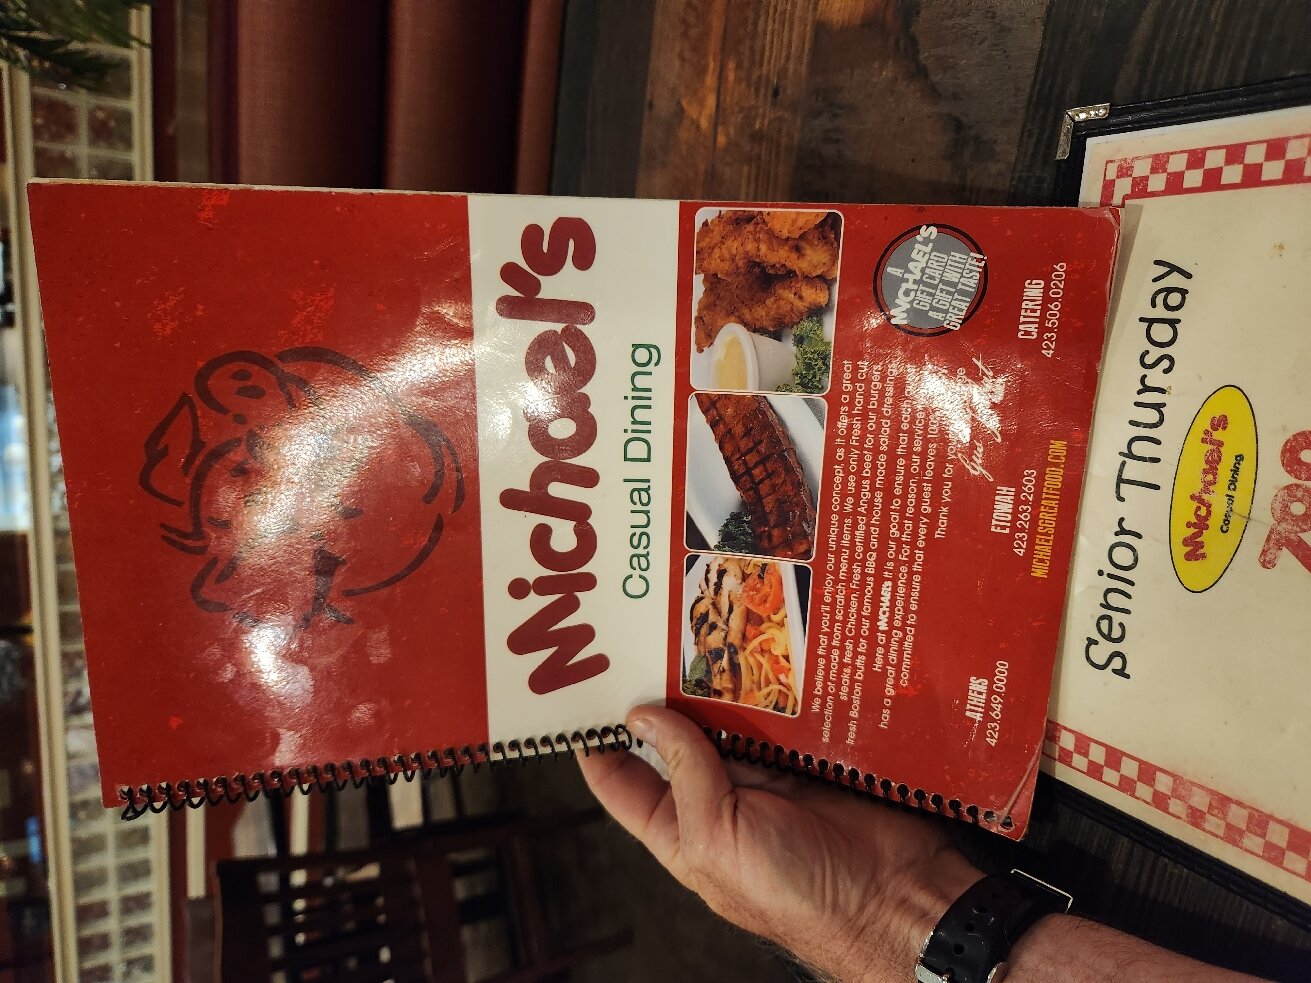 Michael's
Casual Dining
We believe that you'll enjoy our unique concept, as it offers a great
selection of made from scratch menu items. We use only Fresh hand cut
steaks, fresh Chicken, Fresh certified Angus beef for our burgers,
fresh Boston butts for our famous BBQ and house made salad dressings.
Here at MICHAEL'S it is our goal to ensure that each
has a great dining experience. For that reason, our service
committed to ensure that every guest leaves 100%
Thank you for your
A
MICHAEL'S
GIFT CARD
A GIFT WITH
GREAT TASTE!
ATHENS
423.649.0000
ETOWAH
423.263.2603
CATERING
423.506.0206
MICHAELSGREATFOOD.COM
Senior Thursday
Michael's
Casual Dining